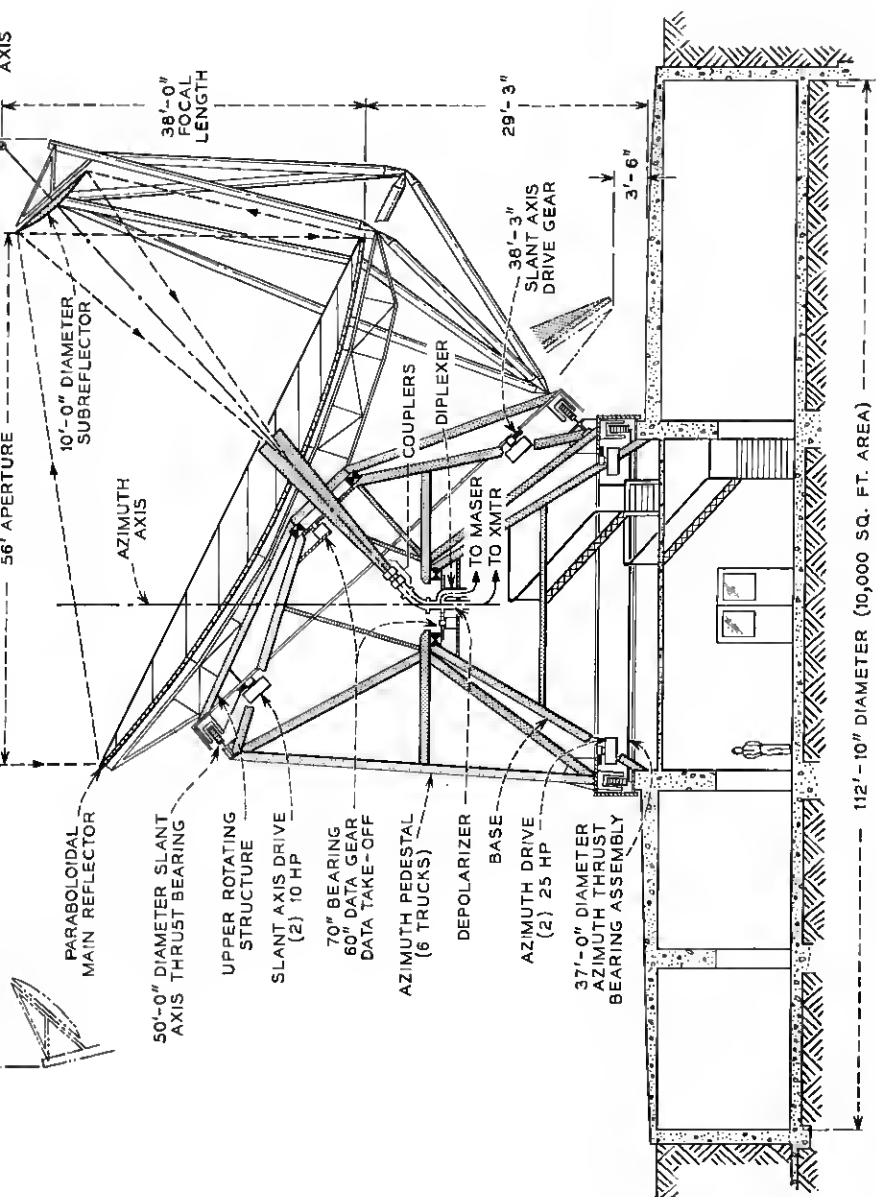 AXIS
56' APERTURE
38'-0"
FOCAL
LENGTH
10'-0" DIAMETER
SUBREFLECTOR
AZIMUTH
AXIS
29'-3"
3'-6"
38'-3"
SLANT AXIS
DRIVE GEAR
COUPLERS
DIPLEXER
TO MASER
TO XMTR
PARABOLOIDAL
MAIN REFLECTOR
50'-0" DIAMETER SLANT
AXIS THRUST BEARING
UPPER ROTATING
STRUCTURE
SLANT AXIS DRIVE
(2) 10 HP
70" BEARING
60" DATA GEAR
DATA TAKE-OFF
AZIMUTH PEDESTAL
(6 TRUCKS)
DEPOLARIZER
BASE
AZIMUTH DRIVE
(2) 25 HP
37'-0" DIAMETER
AZIMUTH THRUST
BEARING ASSEMBLY
112'-10" DIAMETER (10,000 SQ. FT. AREA)